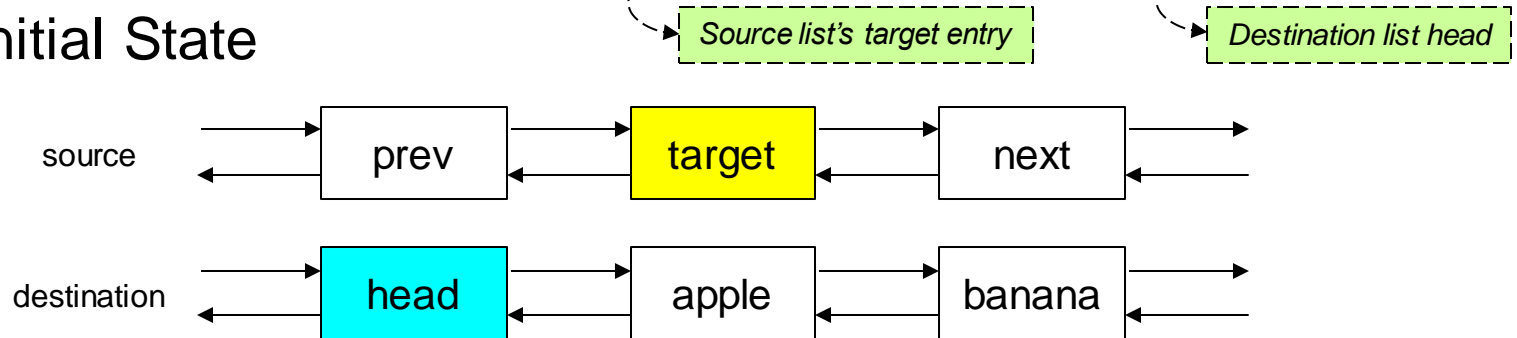 nitial State
Source list's target entry
Destination list head
source
prev
target
next
destination
head
apple
banana